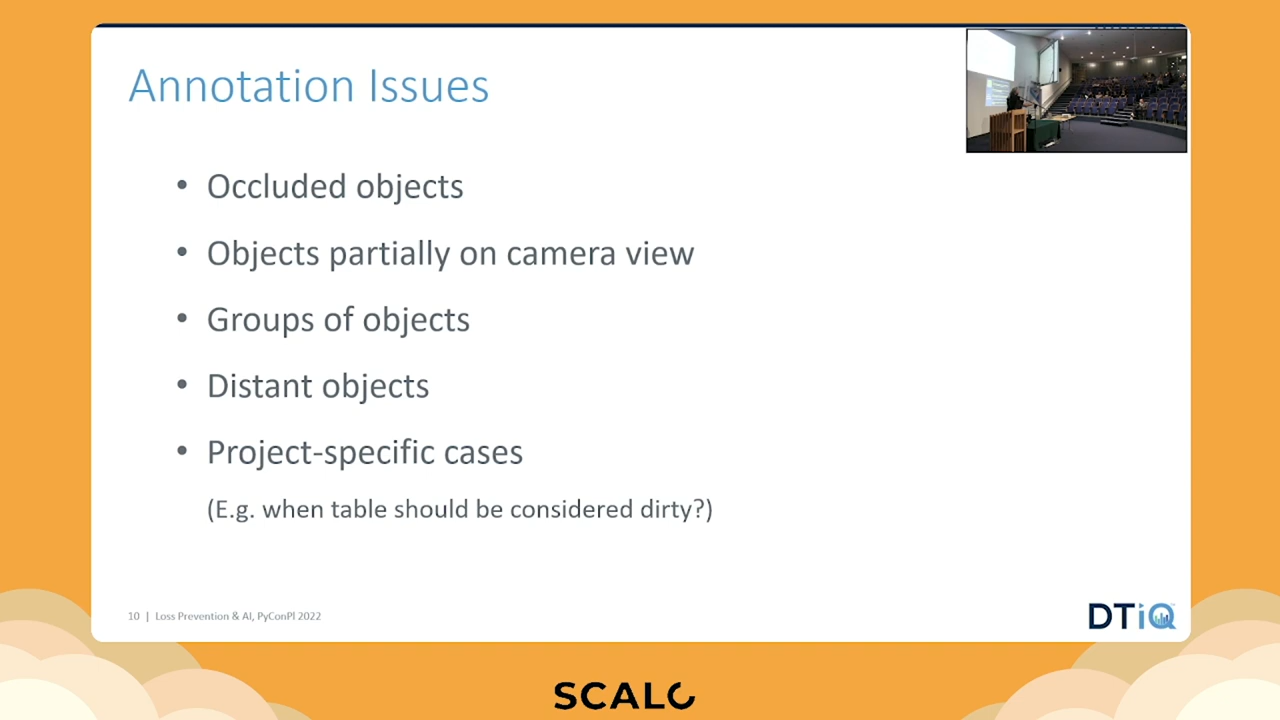 Annotation Issues
• Occluded objects
• Objects partially on camera view
• Groups of objects
• Distant objects
• Project-specific cases
(E.g. when table should be considered dirty?)
10 | Loss Prevention & AI, PyConPl 2022
DTiQ
SCALO